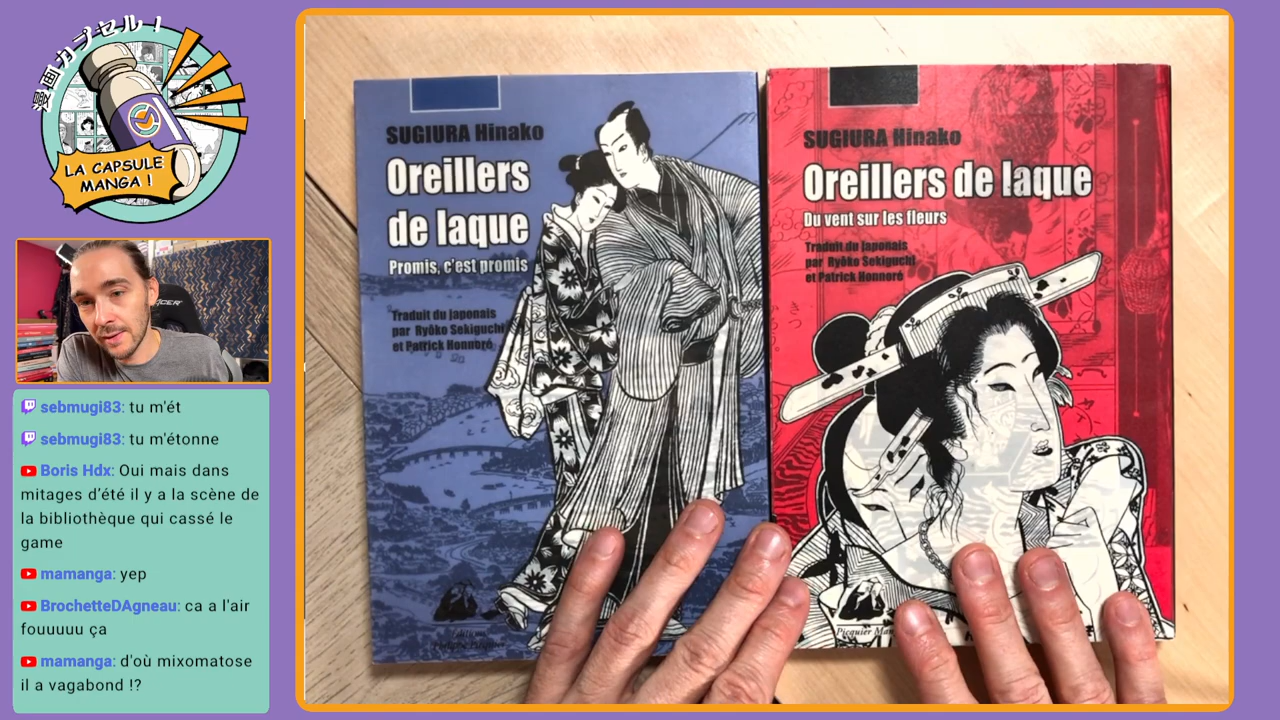 漫画カプセル！
LA CAPSULE
MANGA !
CER
sebmugi83: tu m'ét
sebmugi83: tu m'étonne
Boris Hdx: Oui mais dans
mitages d'été il y a la scène de
la bibliothèque qui cassé le
game
mamanga: yep
BrochetteDAgneau: ca a l'air
fouuuuu ça
mamanga: d'où mixomatose
il a vagabond !?
SUGIURA Hinako
Oreillers
de laque
Promis, c'est promis
Traduit du japonais
par Ryôko Sekiguchi
et Patrick Honnoré
SUGIURA Hinako
Oreillers de laque
Du vent sur les fleurs
Traduit du japonais
par Ryôko Sekiguchi
et Patrick Honnoré
Picquier Man